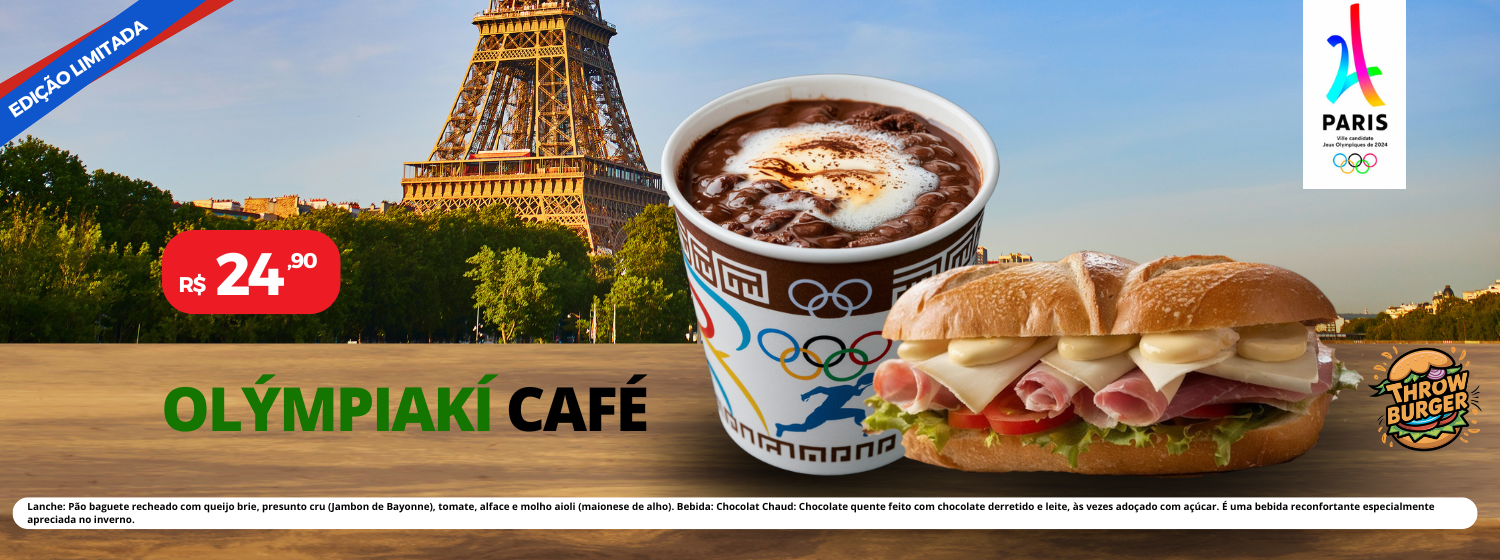 EDIÇÃO LIMITADA
PARIS
Ville candidate
Jeux Olympiques de 2024
R$ 24,90
OLÝMPIAKÍ CAFÉ
THROW
BURGER
Lanche: Pão baguete recheado com queijo brie, presunto cru (Jambon de Bayonne), tomate, alface e molho aioli (maionese de alho). Bebida: Chocolat Chaud: Chocolate quente feito com chocolate derretido e leite, às vezes adoçado com açúcar. É uma bebida reconfortante especialmente
apreciada no inverno.